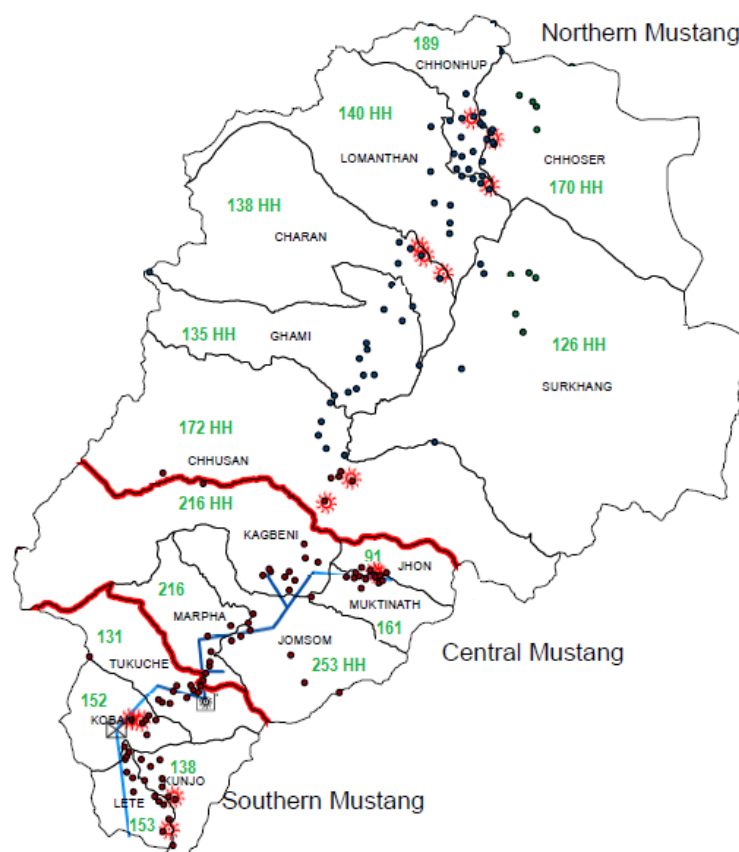 Northern Mustang
189
CHHONHUP
140 HH
LOMANTHAN
CHHOSER
170 HH
138 HH
CHARAN
135 HH
GHAMI
126 HH
SURKHANG
172 HH
CHHUSAN
216 HH
KAGBENI
91
JHON
216
MUKTINATH
MARPHA
161
131
JOMSOM
Central Mustang
TUKUCHE
253 HH
152
KOBAN
138
KUNJO
LETE
Southern Mustang
153